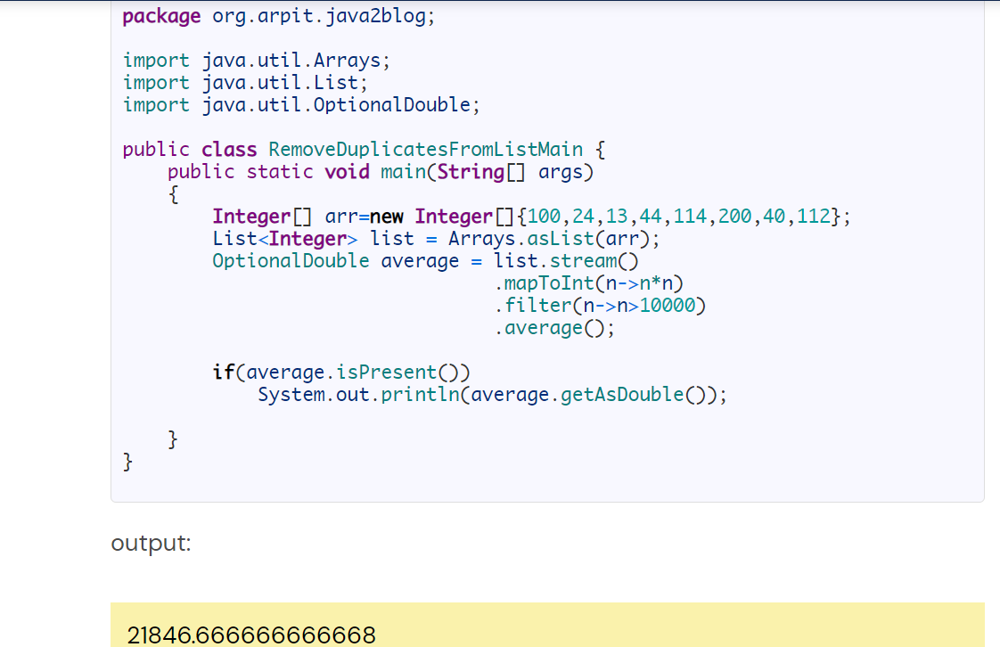 package org.arpit.java2blog;
import java.util.Arrays;
import java.util.List;
import java.util.OptionalDouble;
public class RemoveDuplicatesFromListMain {
public static void main(String[] args)
{
Integer[] arr=new Integer[]{100,24,13,44,114,200,40,112};
List<Integer> list = Arrays.asList(arr);
OptionalDouble average = list.stream()
.mapToInt(n->n*n)
.filter(n->n>10000)
.average();
if(average.isPresent())
System.out.println(average.getAsDouble());
}
}
output:
21846.666666666668